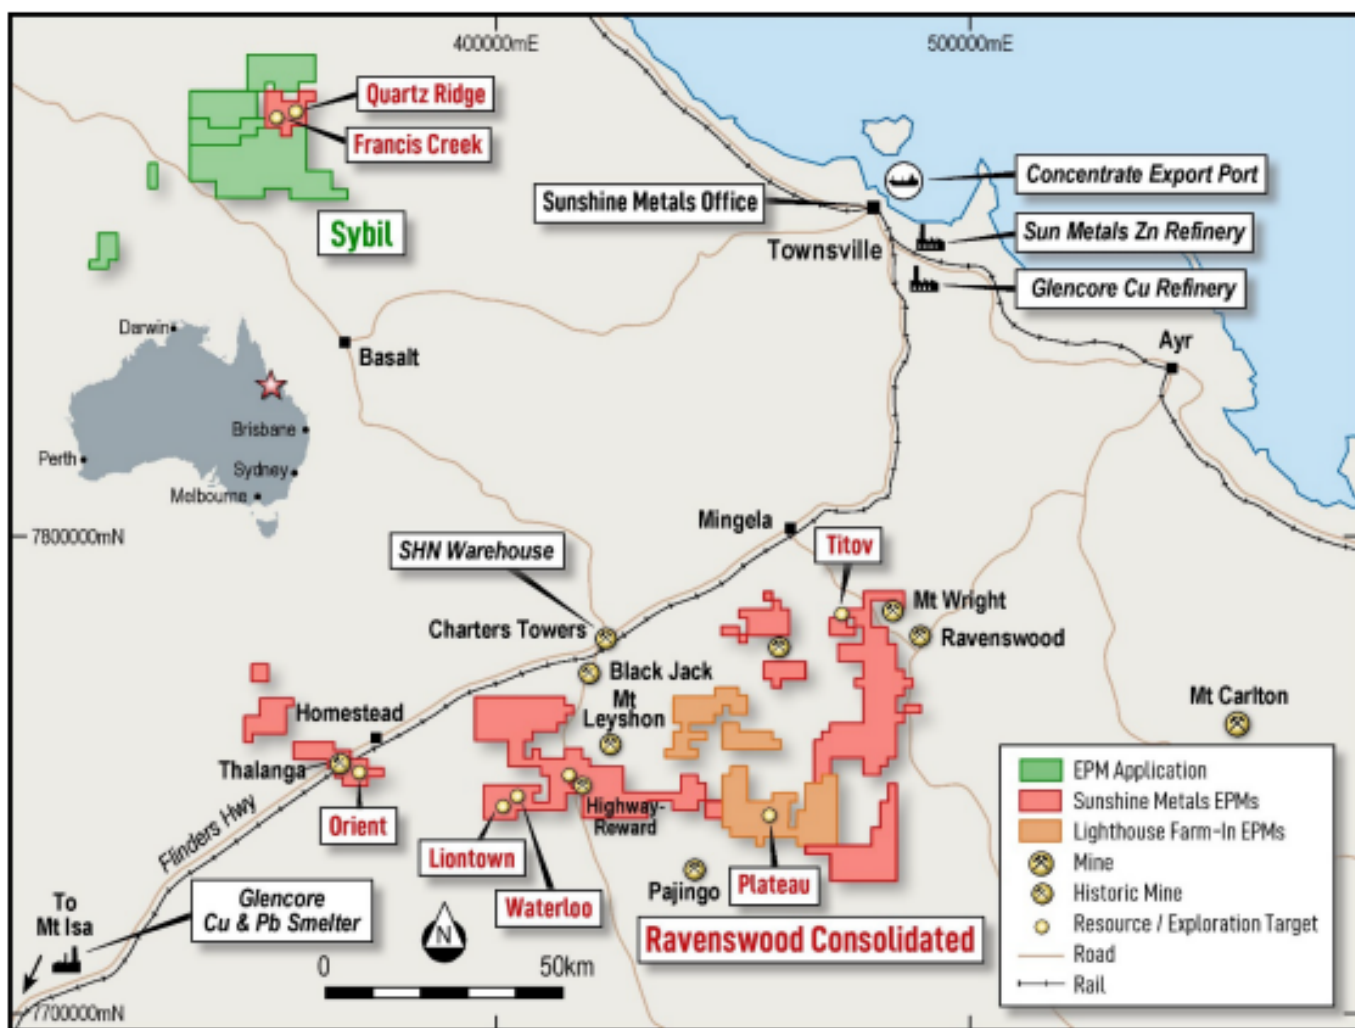 400000mE
500000mE
Quartz Ridge
Francis Creek
Sybil
Sunshine Metals Office
Townsville
Concentrate Export Port
Sun Metals Zn Refinery
Glencore Cu Refinery
Ayr
Basalt
Darwin
Brisbane
Perth
Sydney
Melbourne
7800000mN
Mingela
SHN Warehouse
Titov
Mt Wright
Ravenswood
Charters Towers
Black Jack
Mt
Leyshon
Mt Carlton
Homestead
Thalanga
Orient
Flinders Hwy
Highway-
Reward
Liontown
Waterloo
Pajingo
Plateau
Ravenswood Consolidated
To
Mt Isa
Glencore
Cu & Pb Smelter
N
0
50km
7700000mN
EPM Application
Sunshine Metals EPMs
Lighthouse Farm-In EPMs
Mine
Historic Mine
Resource / Exploration Target
Road
Rail